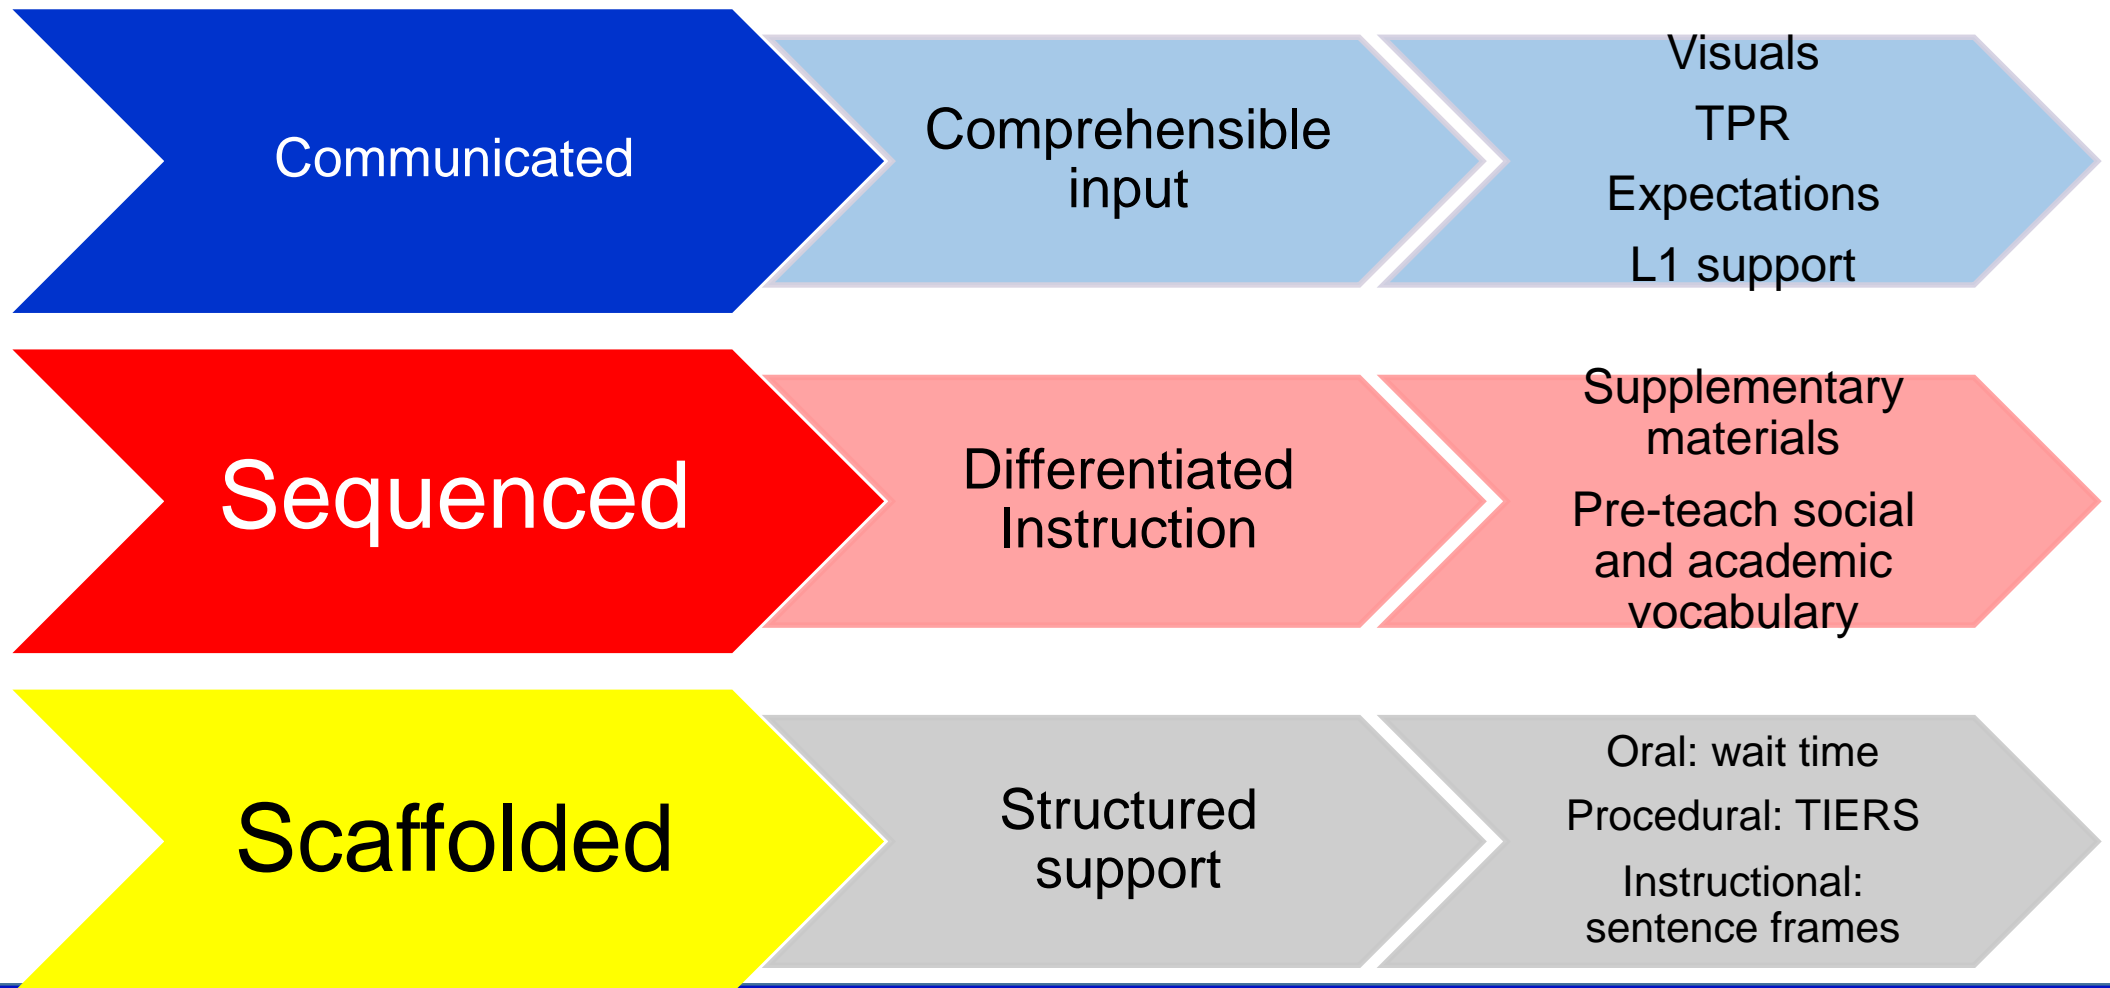 Communicated
Comprehensible
input
Visuals
TPR
Expectations
L1 support
Sequenced
Differentiated
Instruction
Supplementary
materials
Pre-teach social
and academic
vocabulary
Scaffolded
Structured
support
Oral: wait time
Procedural: TIERS
Instructional:
sentence frames